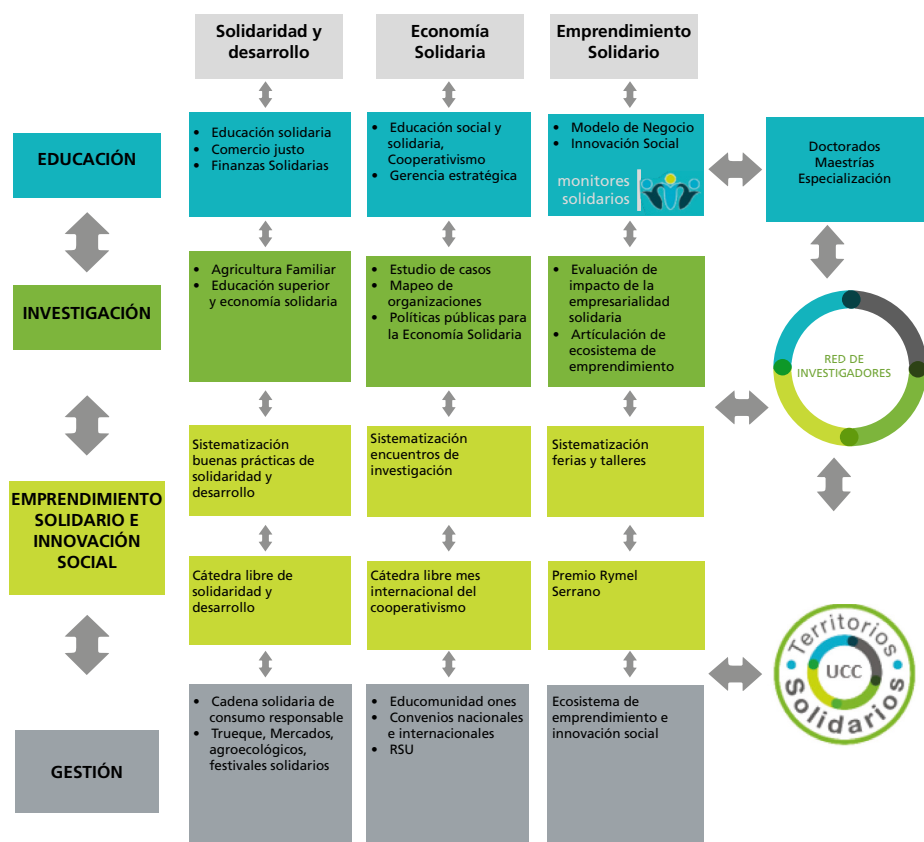 Solidaridad y
desarrollo
Economía
Solidaria
Emprendimiento
Solidario
EDUCACIÓN
• Educación solidaria
• Comercio justo
• Finanzas Solidarias
• Educación social y
solidaria,
Cooperativismo
• Gerencia estratégica
• Modelo de Negocio
• Innovación Social
monitores
solidarios
Doctorados
Maestrías
Especialización
INVESTIGACIÓN
• Agricultura Familiar
• Educación superior
y economía solidaria
• Estudio de casos
• Mapeo de
organizaciones
• Políticas públicas para
la Economía Solidaria
• Evaluación de
impacto de la
empresarialidad
solidaria
• Artículación de
ecosistema de
emprendimiento
RED DE
INVESTIGADORES
EMPRENDIMIENTO
SOLIDARIO E
INNOVACIÓN
SOCIAL
Sistematización
buenas prácticas de
solidaridad y
desarrollo
Sistematización
encuentros de
investigación
Sistematización
ferias y talleres
Cátedra libre de
solidaridad y
desarrollo
Cátedra libre mes
internacional del
cooperativismo
Premio Rymel
Serrano
Territorios
UCC
Solidarios
GESTIÓN
• Cadena solidaria de
consumo responsable
• Trueque, Mercados,
agroecológicos,
festivales solidarios
• Educomunidad ones
• Convenios nacionales
e internacionales
• RSU
Ecosistema de
emprendimiento e
innovación social